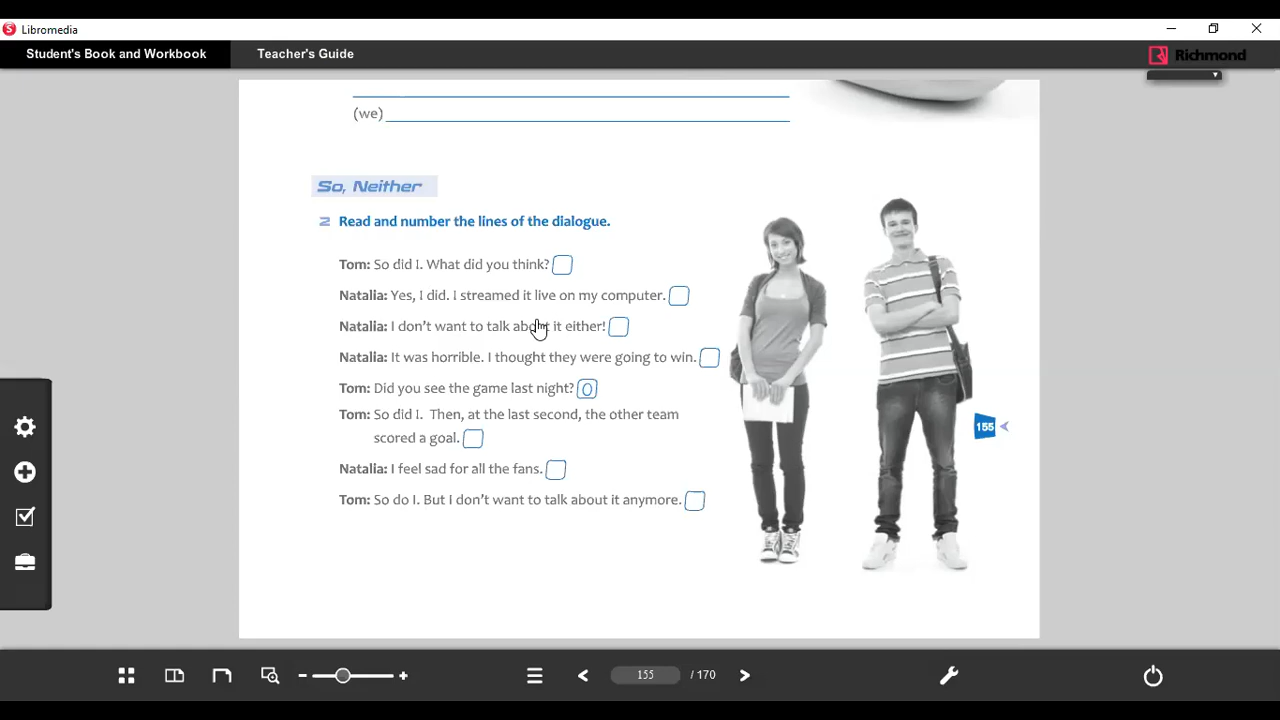 Libromedia
Student's Book and Workbook
Teacher's Guide
Richmond
(we)
So, Neither
2 Read and number the lines of the dialogue.
Tom: So did I. What did you think?
Natalia: Yes, I did. I streamed it live on my computer.
Natalia: I don't want to talk about it either!
Natalia: It was horrible. I thought they were going to win.
Tom: Did you see the game last night? 0
Tom: So did I. Then, at the last second, the other team
scored a goal.
Natalia: I feel sad for all the fans.
Tom: So do I. But I don't want to talk about it anymore.
155
155 / 170